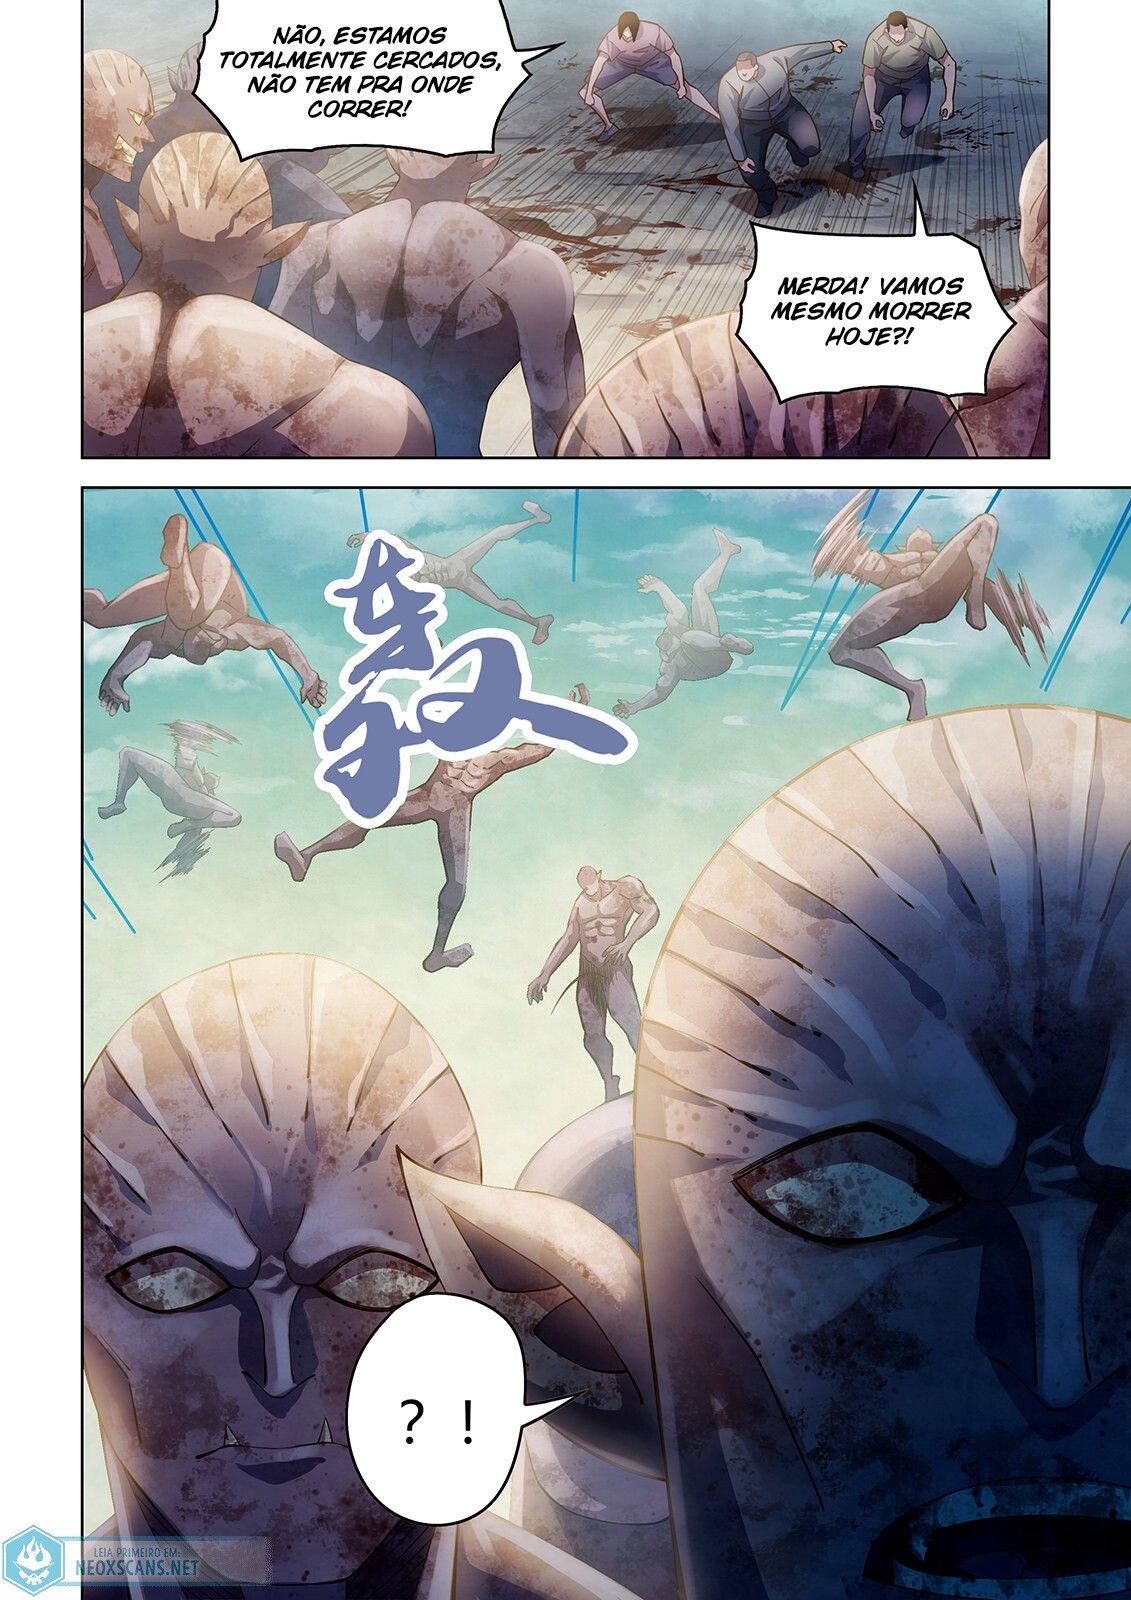 NÃO, ESTAMOS
TOTALMENTE CERCADOS,
NÃO TEM PRA ONDE
CORRER!
MERDA! VAMOS
MESMO MORRER
HOJE?!
轰
? !
LEIA PRIMEIRO EM:
NEOXSCANS.NET